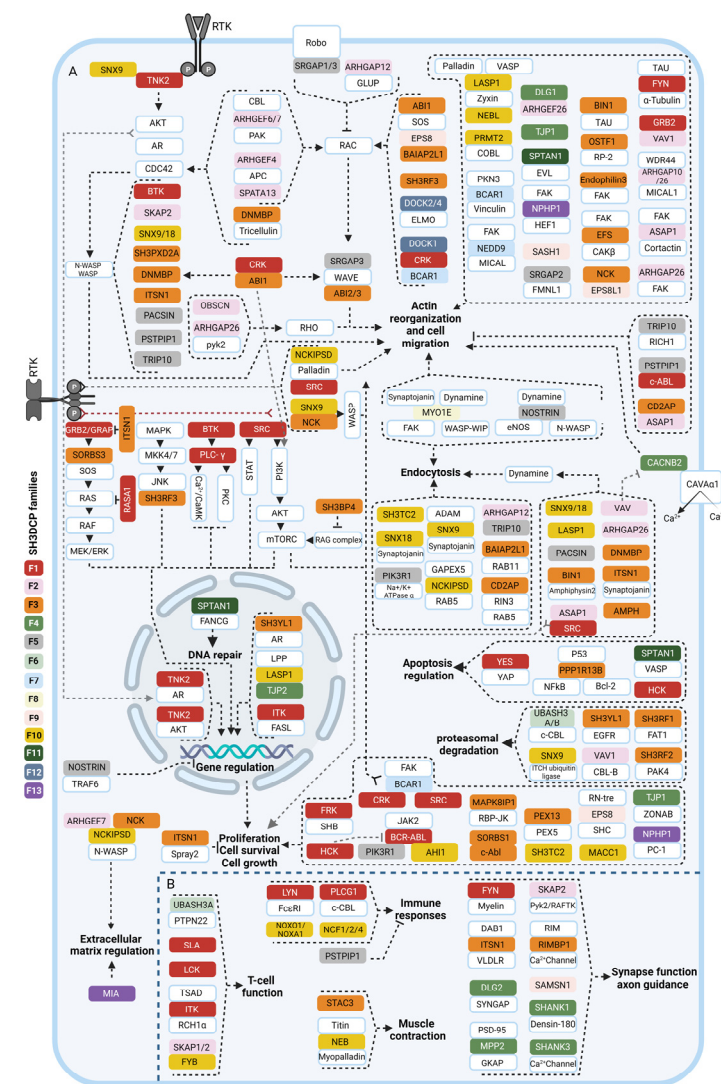 RTK
Robo
A
SNX9
TNK2
P
P
SRGAP1/3
ARHGAP12
GLUP
AKT
AR
CDC42
CBL
ARHGEF6/7
PAK
ARHGEF4
APC
SPATA13
DNMBP
Tricellulin
RAC
ABI1
SOS
EPS8
BAIAP2L1
SH3RF3
DOCK2/4
ELMO
DOCK1
CRK
BCAR1
Palladin
VASP
LASP1
Zyxin
NEBL
PRMT2
COBL
PKN3
BCAR1
Vinculin
FAK
NEDD9
MICAL
DLG1
ARHGEF26
TJP1
SPTAN1
EVL
FAK
NPHP1
HEF1
SASH1
SRGAP2
FMNL1
BIN1
TAU
OSTF1
RP-2
Endophilin3
FAK
FAK
EFS
CAKβ
NCK
EPS8L1
TAU
FYN
α-Tubulin
GRB2
VAV1
WDR44
ARHGAP10
/26
MICAL1
FAK
ASAP1
Cortactin
ARHGAP26
FAK
BTK
SKAP2
SNX9/18
SH3PXD2A
DNMBP
ITSN1
PACSIN
PSTPIP1
TRIP10
N-WASP
WASP
CRK
ABI1
SRGAP3
WAVE
ABI2/3
OBSCN
ARHGAP26
pyk2
RHO
Actin
reorganization
and cell
migration
NCKIPSD
Palladin
SRC
SNX9
NCK
WASP
TRIP10
RICH1
PSTPIP1
c-ABL
CD2AP
ASAP1
RTK
P
P
Synaptojanin
Dynamine
MYO1E
FAK
WASP-WIP
Dynamine
NOSTRIN
eNOS
N-WASP
GRB2/GRAP
ITSN1
SORBS3
SOS
RAS
RASA1
RAF
MEK/ERK
MAPK
MKK4/7
JNK
SH3RF3
BTK
PLC-γ
Ca²⁺/CaMK
PKC
SRC
STAT
PI3K
AKT
mTORC
SH3BP4
RAG complex
Endocytosis
Dynamine
CACNB2
CAVAα1
Ca²⁺
SH3TC2
SNX18
Synaptojanin
PIK3R1
Na+/K+
ATPase α
ADAM
SNX9
Synaptojanin
GAPEX5
NCKIPSD
RAB5
ARHGAP12
TRIP10
BAIAP2L1
RAB11
CD2AP
RIN3
RAB5
SNX9/18
LASP1
PACSIN
BIN1
Amphiphysin2
ASAP1
SRC
VAV
ARHGAP26
DNMBP
ITSN1
Synaptojanin
AMPH
SH3DCP families
F1
F2
F3
F4
F5
F6
F7
F8
F9
F10
F11
F12
F13
SPTAN1
FANCG
DNA repair
TNK2
AR
TNK2
AKT
SH3YL1
AR
LPP
LASP1
TJP2
ITK
FASL
Gene regulation
NOSTRIN
TRAF6
Apoptosis
regulation
YES
YAP
P53
PPP1R13B
NFkB
Bcl-2
SPTAN1
VASP
HCK
proteasomal
degradation
UBASH3
A/B
c-CBL
SNX9
ITCH ubiquitin
ligase
SH3YL1
EGFR
VAV1
CBL-B
SH3RF1
FAT1
SH3RF2
PAK4
ARHGEF7
NCK
NCKIPSD
N-WASP
ITSN1
Spray2
Proliferation
Cell survival
Cell growth
FAK
BCAR1
FRK
SHB
CRK
SRC
JAK2
BCR-ABL
HCK
PIK3R1
AHI1
MAPK8IP1
RBP-JK
SORBS1
c-Abl
PEX13
PEX5
SH3TC2
RN-tre
EPS8
SHC
MACC1
TJP1
ZONAB
NPHP1
PC-1
Extracellular
matrix regulation
MIA
B
UBASH3A
PTPN22
SLA
LCK
TSAD
ITK
RCH1α
SKAP1/2
FYB
T-cell
function
LYN
FcεRI
PLCG1
c-CBL
NOXO1/
NOXA1
NCF1/2/4
PSTPIP1
Immune
responses
STAC3
Titin
NEB
Myopalladin
Muscle
contraction
FYN
Myelin
DAB1
ITSN1
VLDLR
DLG2
SYNGAP
PSD-95
MPP2
GKAP
SKAP2
Pyk2/RAFTK
RIM
RIMBP1
Ca²⁺Channel
SAMSN1
SHANK1
Densin-180
SHANK3
Ca²⁺Channel
Synapse function
axon guidance